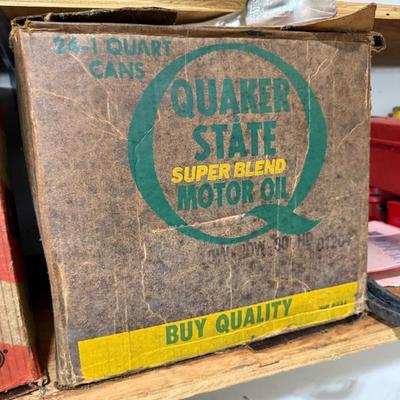 24-1 QUART
CANS
QUAKER
STATE
SUPER BLEND
MOTOR OIL
BUY QUALITY